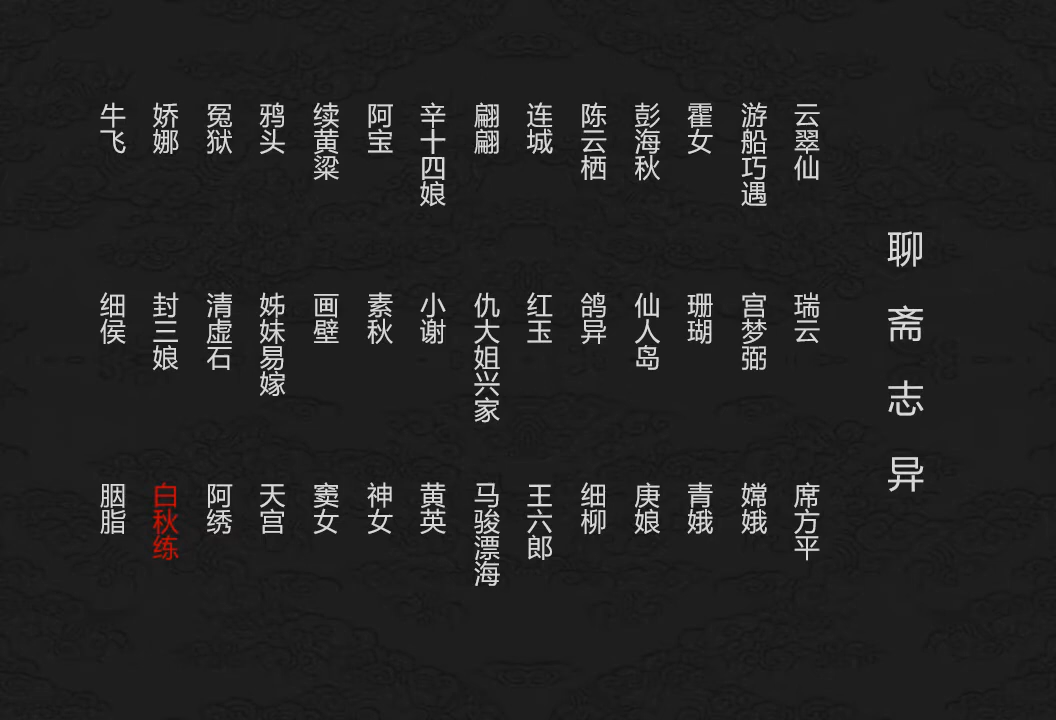 聊斋志异
云翠仙
游船巧遇
霍女
彭海秋
陈云栖
连城
翩翩
辛十四娘
阿宝
续黄粱
鸦头
冤狱
娇娜
牛飞
瑞云
宫梦弼
珊瑚
仙人岛
鸽异
红玉
仇大姐兴家
小谢
素秋
画壁
姊妹易嫁
清虚石
封三娘
细侯
席方平
嫦娥
青娥
庚娘
细柳
王六郎
马骏漂海
黄英
神女
窦女
天宫
阿绣
白秋练
胭脂